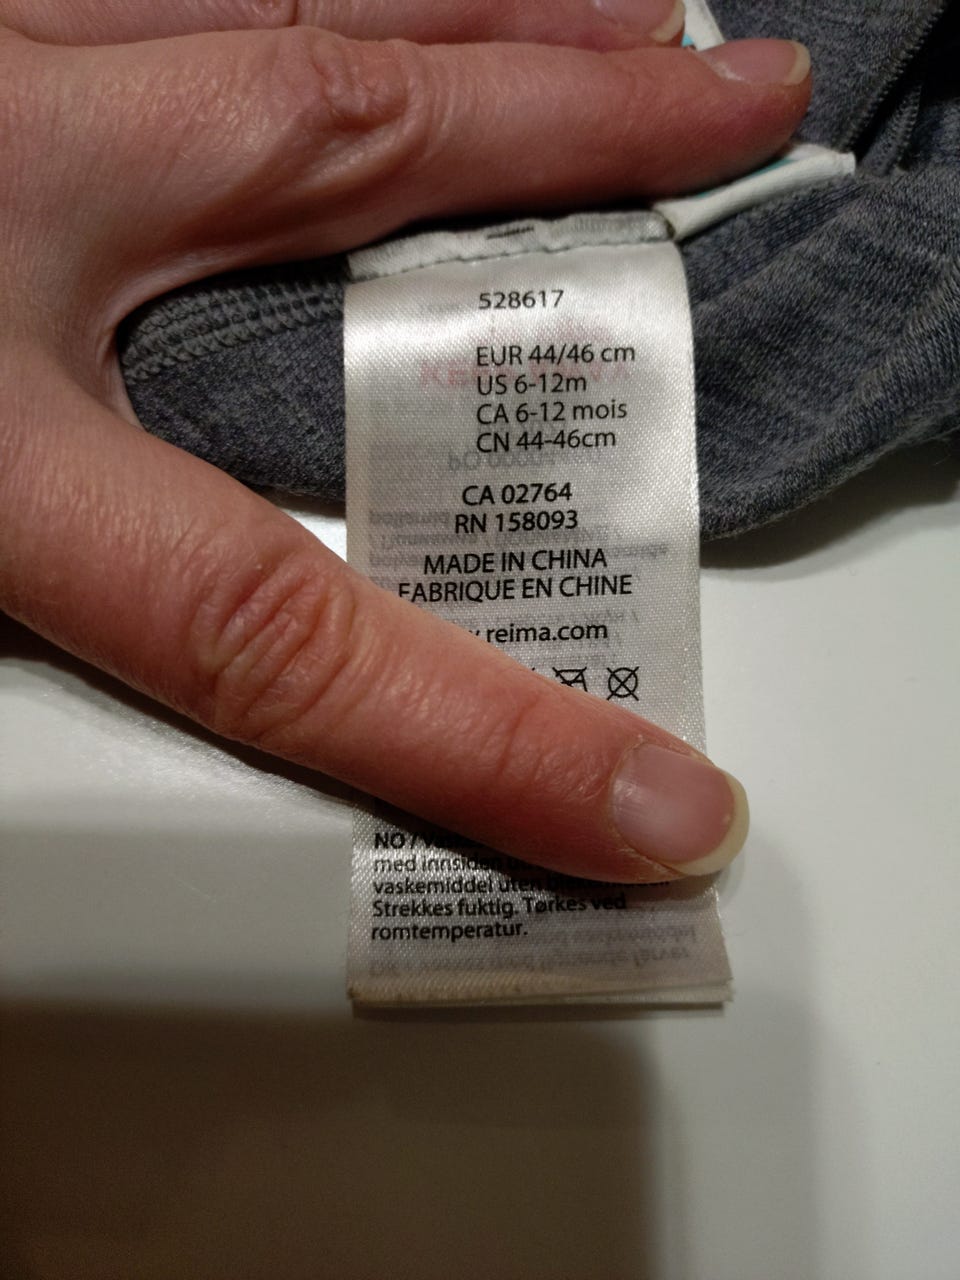 528617
EUR 44/46 cm
US 6-12m
CA 6-12 mois
CN 44-46cm
CA 02764
RN 158093
MADE IN CHINA
FABRIQUE EN CHINE
reima.com
NO /
med innsiden
vaskemiddel uten
Strekkes fuktig. Tørkes ved
romtemperatur.